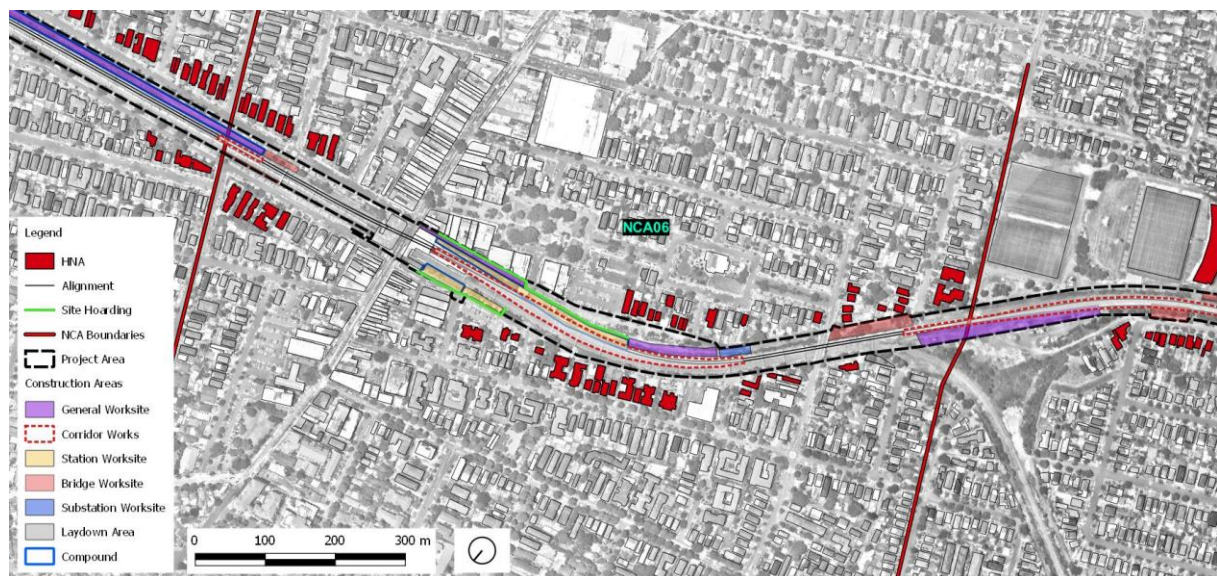 NCA06
Legend
HNA
Alignment
Site Hoarding
NCA Boundaries
Project Area
Construction Areas
General Worksite
Corridor Works
Station Worksite
Bridge Worksite
Substation Worksite
Laydown Area
Compound
0 100 200 300 m